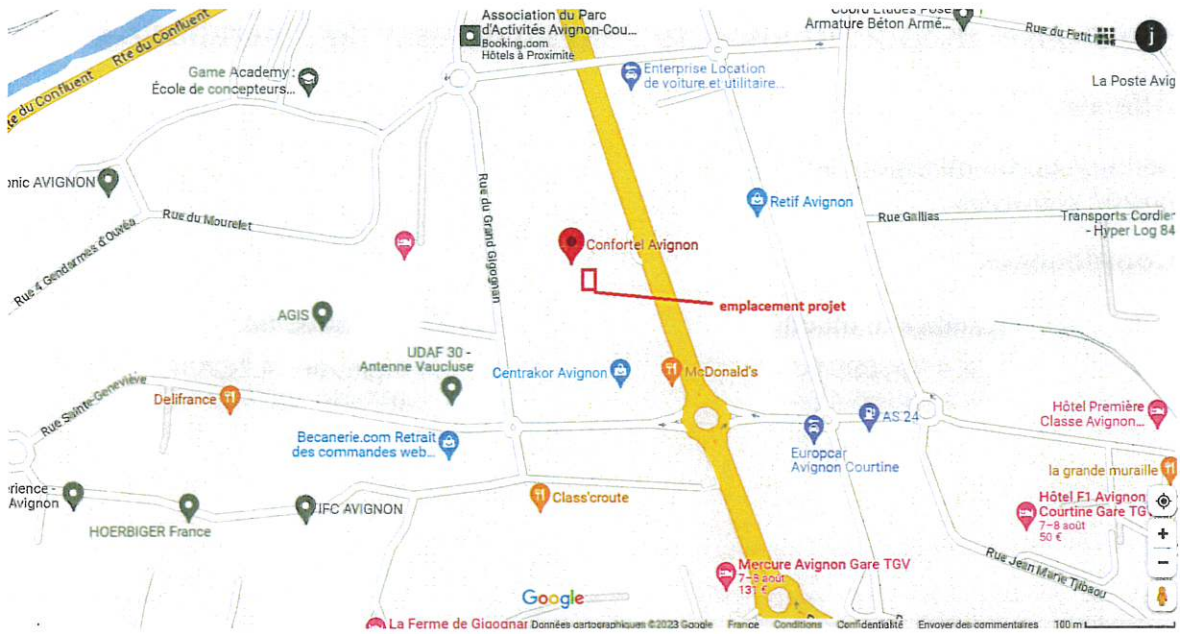 Association du Parc
d'Activités Avignon-Cou...
Booking.com
Hôtels à Proximité
Armature Béton Armé...
Rue du Petit
j
Rte du Confluent
Rte du Confluent
te du Confluent
Game Academy :
École de concepteurs...
Enterprise Location
de voiture et utilitaire...
La Poste Avig
onic AVIGNON
Rue du Mourelet
Rue 4 Gendarmes d'Ouvéa
Rue du Grand Gigognan
Retif Avignon
Rue Gallias
Transports Cordier
- Hyper Log 84
Confortel Avignon
emplacement projet
AGIS
UDAF 30 -
Antenne Vaucluse
Centrakor Avignon
McDonald's
Rue Sainte-Geneviève
Delifrance
AS 24
Hôtel Première
Classe Avignon...
Becanerie.com Retrait
des commandes web...
Europcar
Avignon Courtine
la grande muraille
érience -
Avignon
HOERBIGER France
IFC AVIGNON
Class'croute
Hôtel F1 Avignon
Courtine Gare TG
7–8 août
50 €
Rue Jean Marie Tjibaou
Mercure Avignon Gare TGV
7–8 août
131 €
Google
La Ferme de Gigognan
Données cartographiques ©2023 Google France Conditions Confidentialité Envoyer des commentaires 100 m